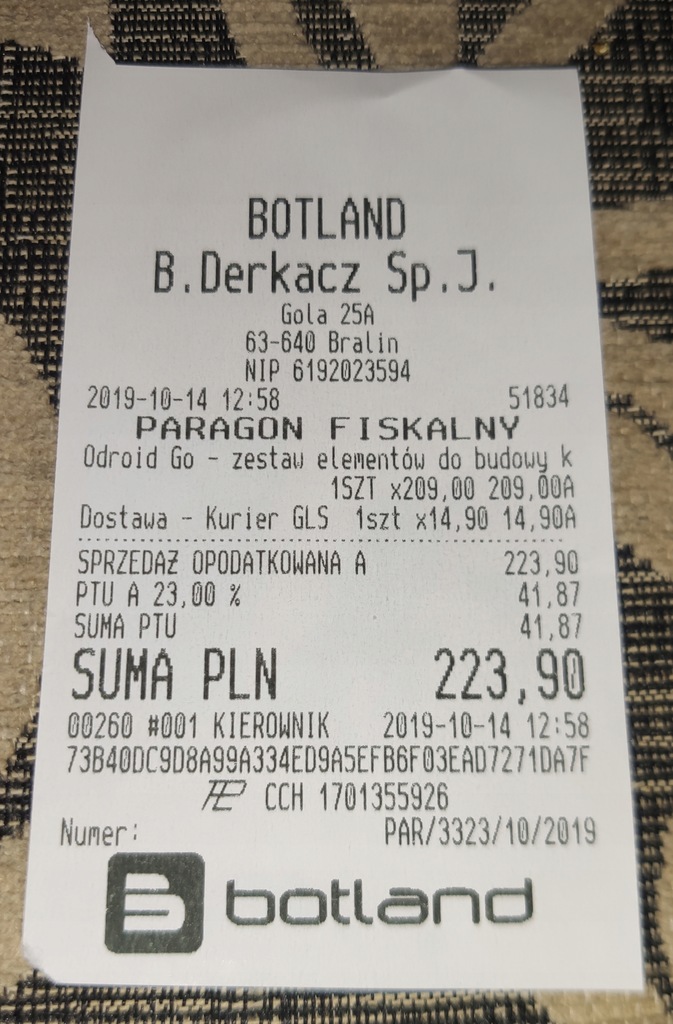 BOTLAND
B.Derkacz Sp.J.
Gola 25A
63-640 Bralin
NIP 6192023594
2019-10-14 12:58 51834
PARAGON FISKALNY
Odroid Go - zestaw elementów do budowy k
1SZT x209,00 209,00A
Dostawa - Kurier GLS 1szt x14,90 14,90A
SPRZEDAŻ OPODATKOWANA A 223,90
PTU A 23,00 % 41,87
SUMA PTU 41,87
SUMA PLN 223,90
00260 #001 KIEROWNIK 2019-10-14 12:58
73B40DC9D8A99A334ED9A5EFB6F03EAD7271DA7F
CCH 1701355926
Numer: PAR/3323/10/2019
botland